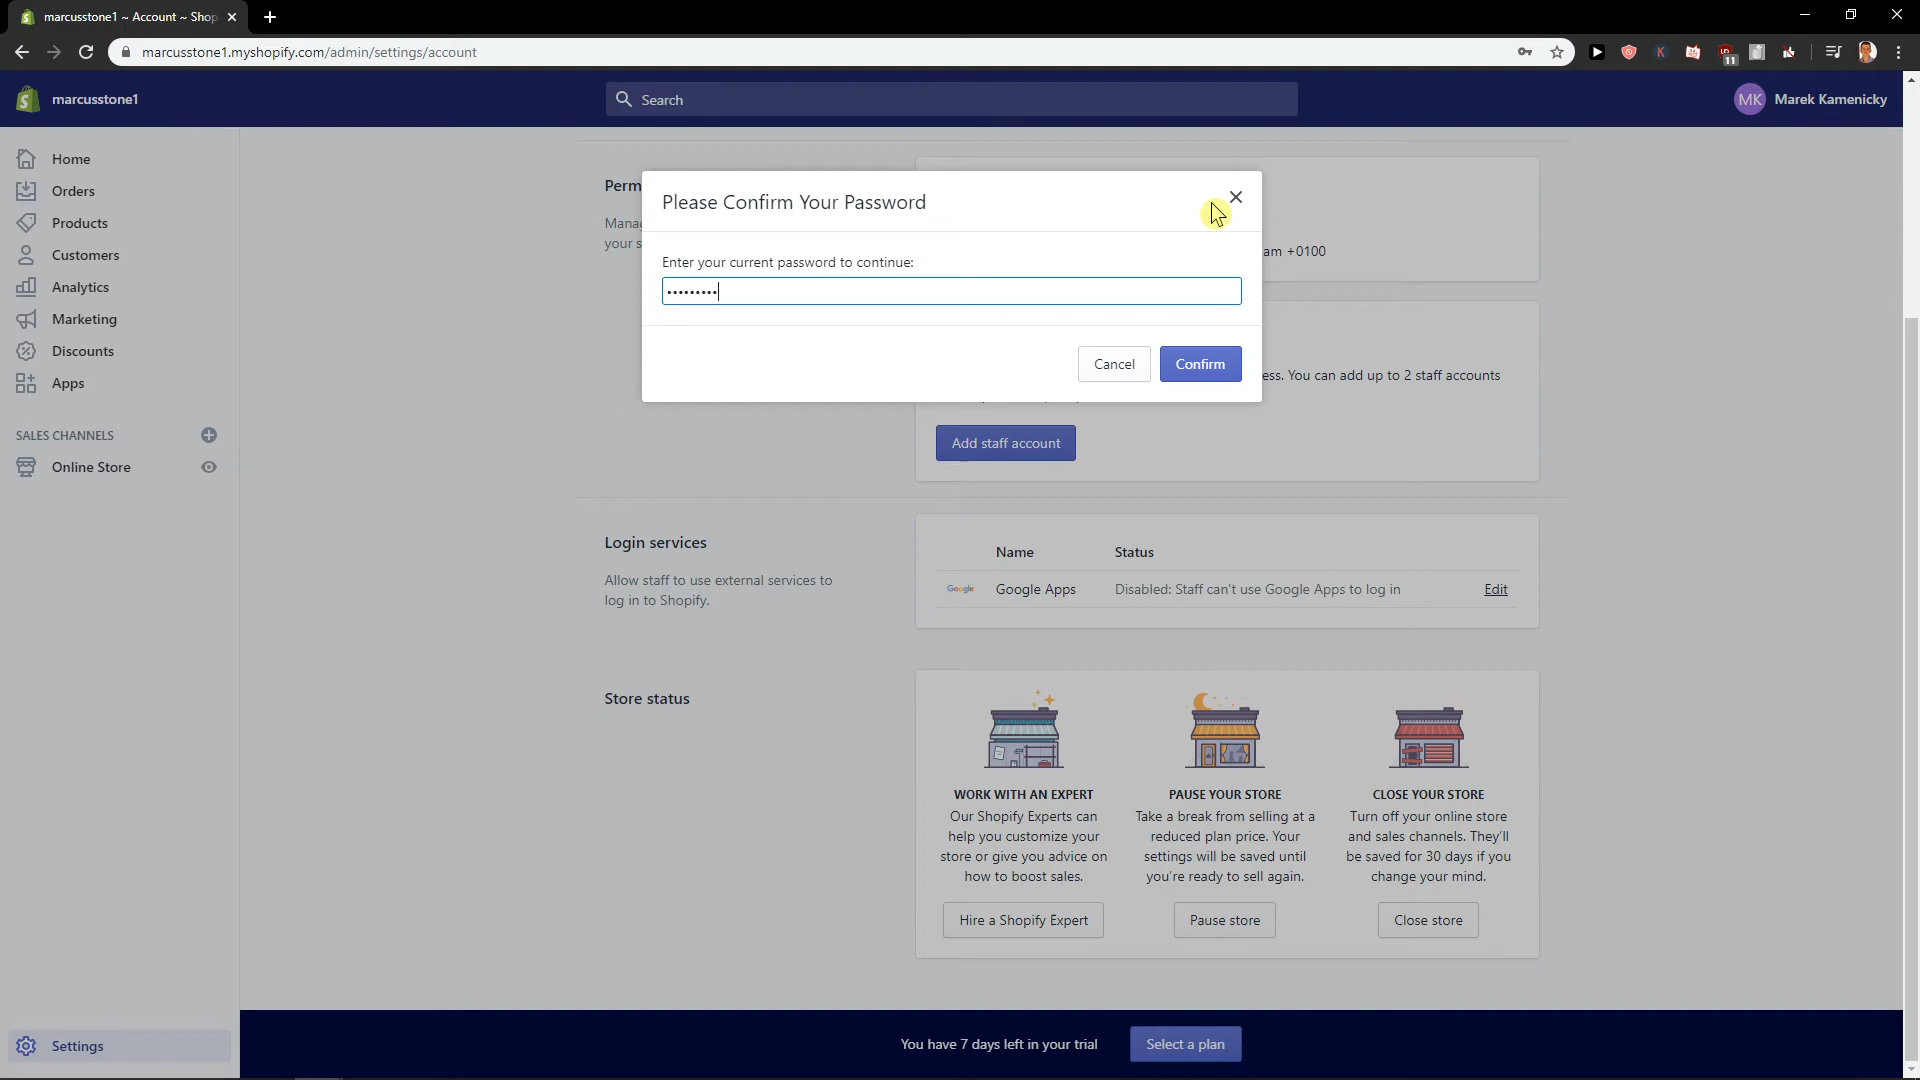 marcusstone1 ~ Account ~ Shop
marcusstone1.myshopify.com/admin/settings/account
11
marcusstone1
Search
MK Marek Kamenicky
Home
Orders
Products
Customers
Analytics
Marketing
Discounts
Apps
SALES CHANNELS
Online Store
Settings
Perm
Manag
your s
Please Confirm Your Password
Enter your current password to continue:
•••••••••
Cancel
Confirm
am +0100
ess. You can add up to 2 staff accounts
Add staff account
Login services
Allow staff to use external services to
log in to Shopify.
Name Status
Google Google Apps Disabled: Staff can't use Google Apps to log in Edit
Store status
WORK WITH AN EXPERT
Our Shopify Experts can
help you customize your
store or give you advice on
how to boost sales.
Hire a Shopify Expert
PAUSE YOUR STORE
Take a break from selling at a
reduced plan price. Your
settings will be saved until
you're ready to sell again.
Pause store
CLOSE YOUR STORE
Turn off your online store
and sales channels. They'll
be saved for 30 days if you
change your mind.
Close store
You have 7 days left in your trial
Select a plan